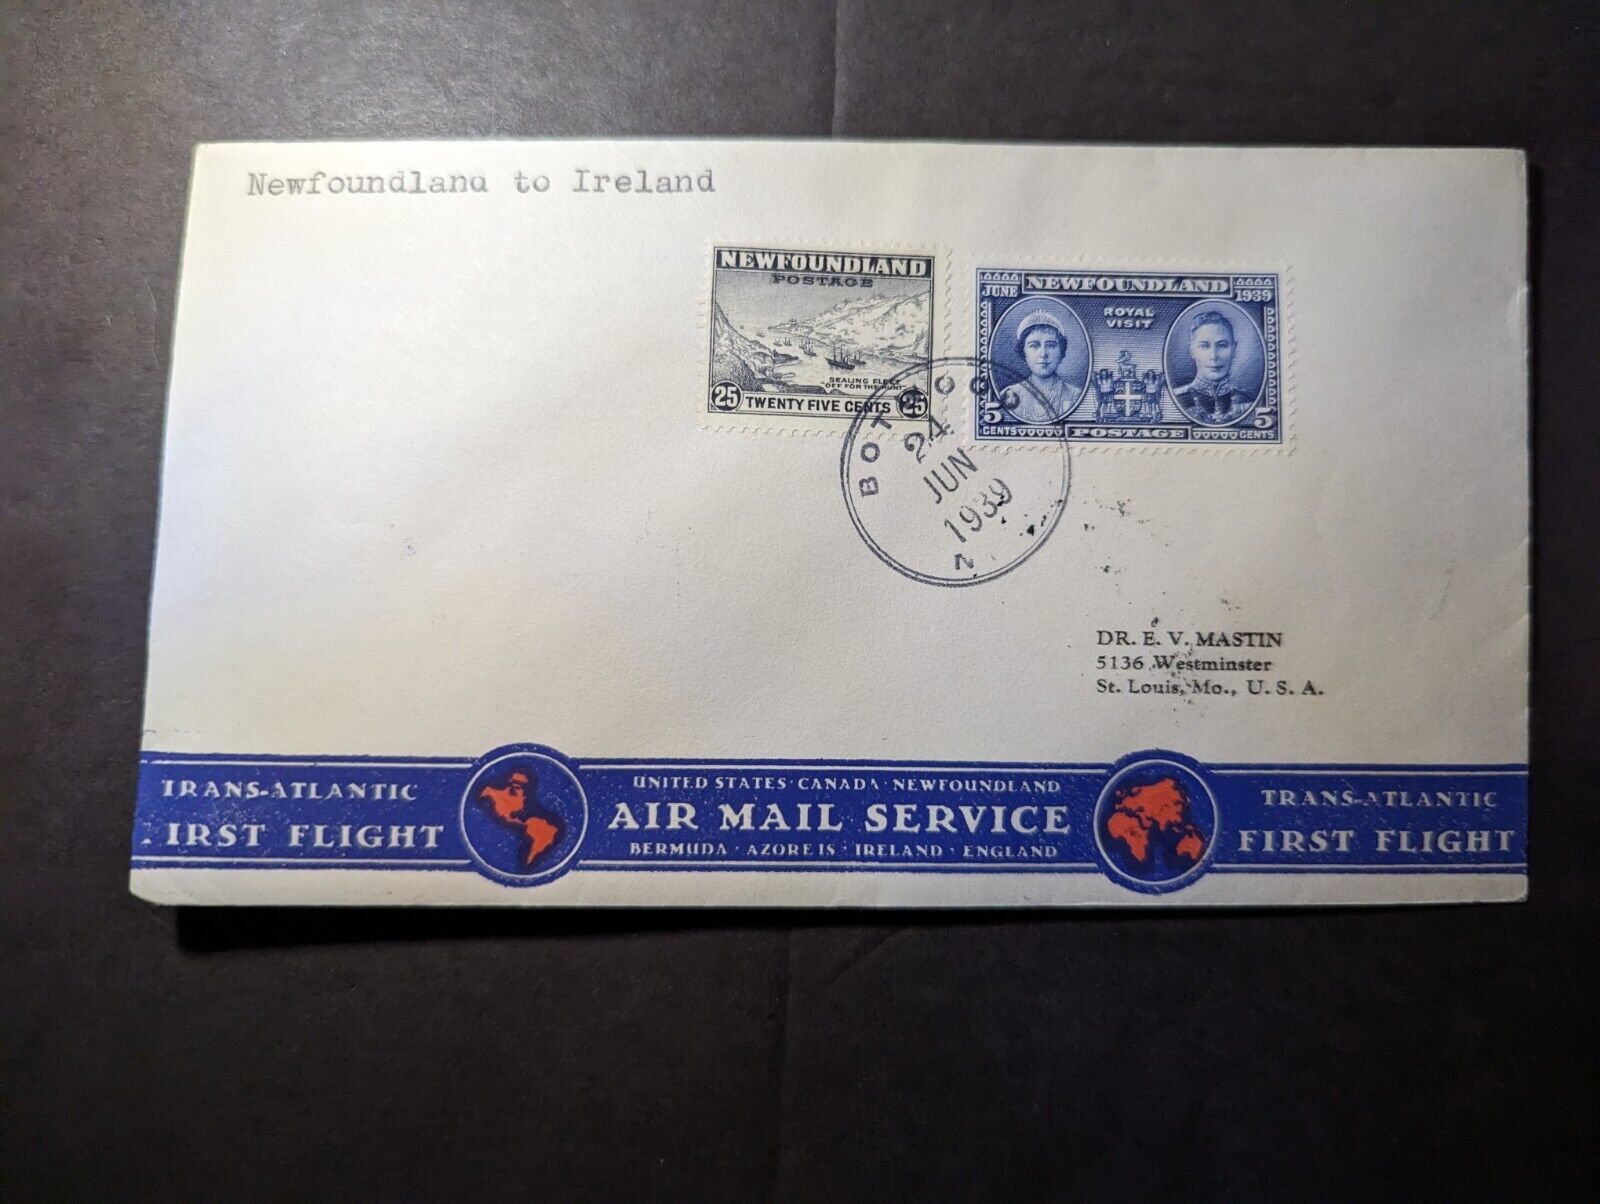 Newfoundland to Ireland
NEWFOUNDLAND
POSTAGE
SEALING FLEET
"OFF FOR THE HUNT"
25 TWENTY FIVE CENTS 25
JUNE NEWFOUNDLAND 1939
ROYAL
VISIT
5 CENTS POSTAGE 5 CENTS
BOTWOOD
24
JUN
1939
N
DR. E. V. MASTIN
5136 Westminster
St. Louis, Mo., U. S. A.
TRANS-ATLANTIC
IRST FLIGHT
UNITED STATES · CANADA · NEWFOUNDLAND
AIR MAIL SERVICE
BERMUDA · AZORE IS · IRELAND · ENGLAND
TRANS-ATLANTIC
FIRST FLIGHT